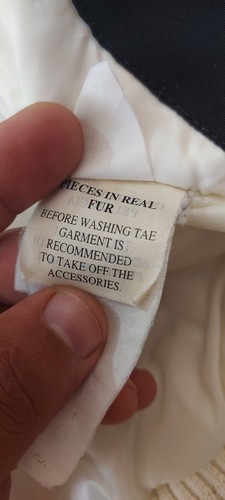 PIECES IN REAL
FUR
BEFORE WASHING TAE
GARMENT IS
RECOMMENDED
TO TAKE OFF THE
ACCESSORIES.